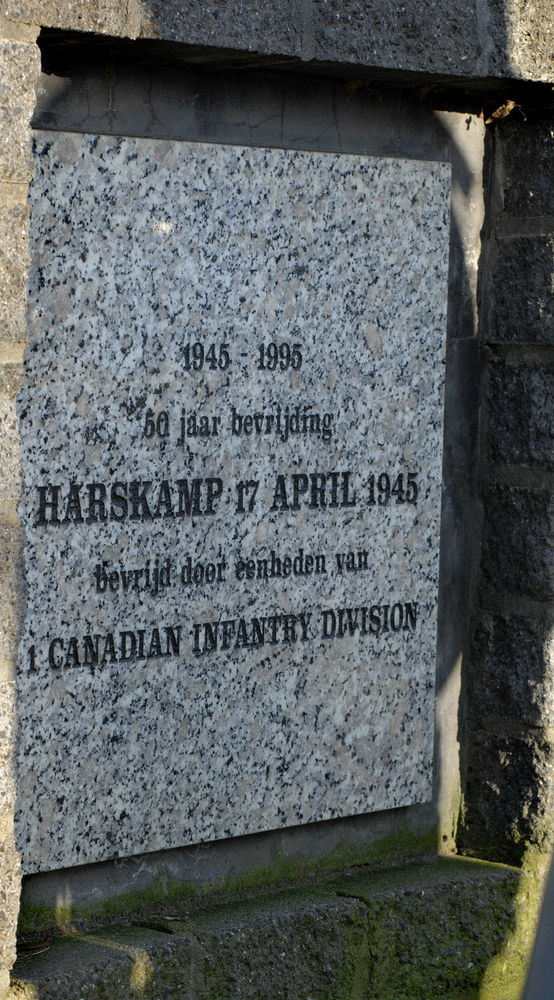 1945 - 1995
50 jaar bevrijding
HARSKAMP 17 APRIL 1945
bevrijd door eenheden van
1 CANADIAN INFANTRY DIVISION